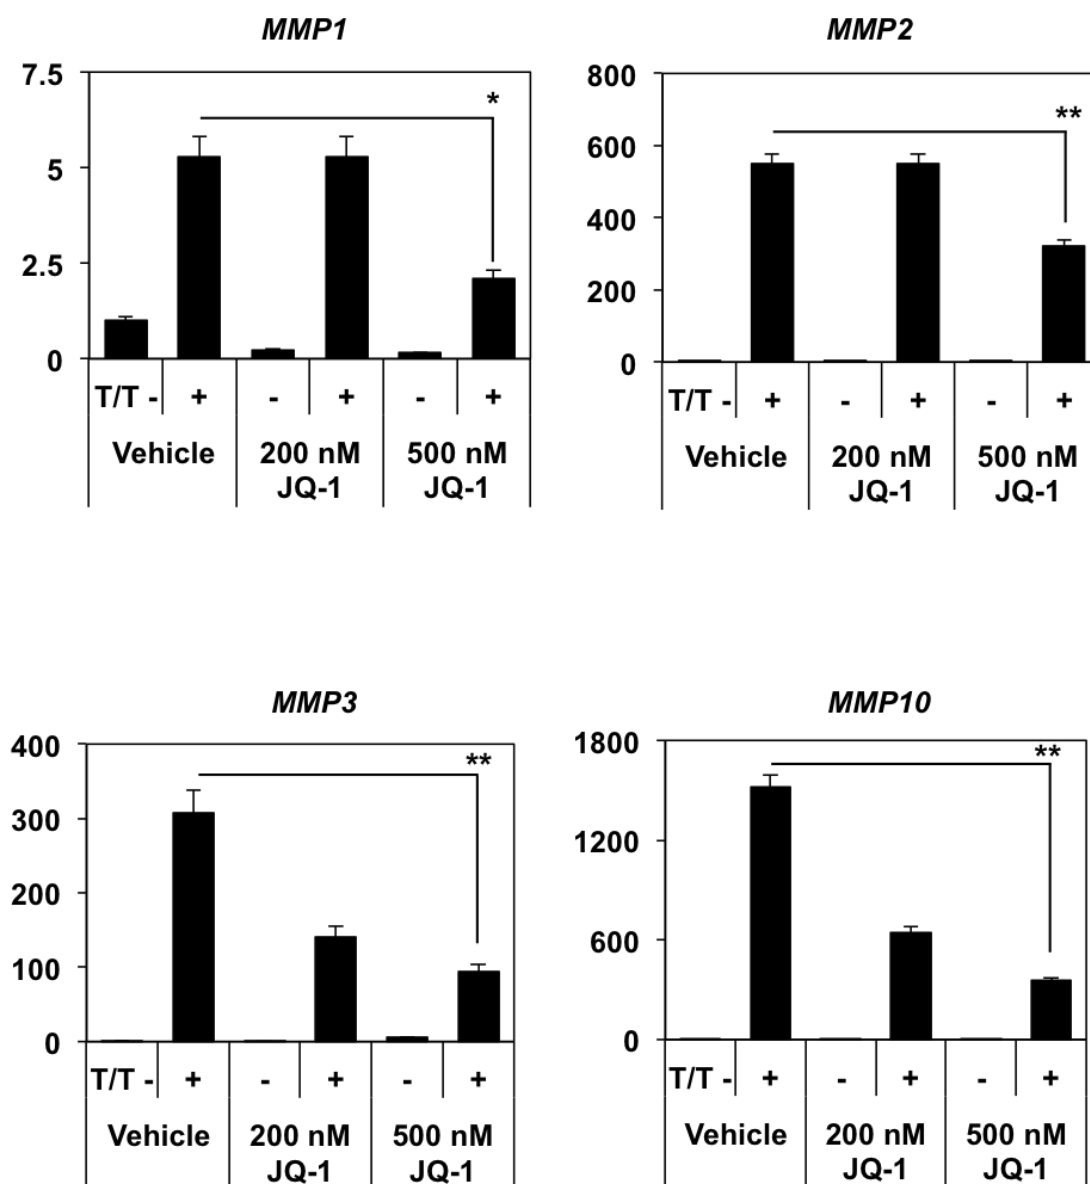 MMP1
7.5
5
2.5
0
*
T/T - + - + - +
Vehicle 200 nM JQ-1 500 nM JQ-1
MMP2
800
600
400
200
0
**
T/T - + - + - +
Vehicle 200 nM JQ-1 500 nM JQ-1
MMP3
400
300
200
100
0
**
T/T - + - + - +
Vehicle 200 nM JQ-1 500 nM JQ-1
MMP10
1800
1200
600
0
**
T/T - + - + - +
Vehicle 200 nM JQ-1 500 nM JQ-1